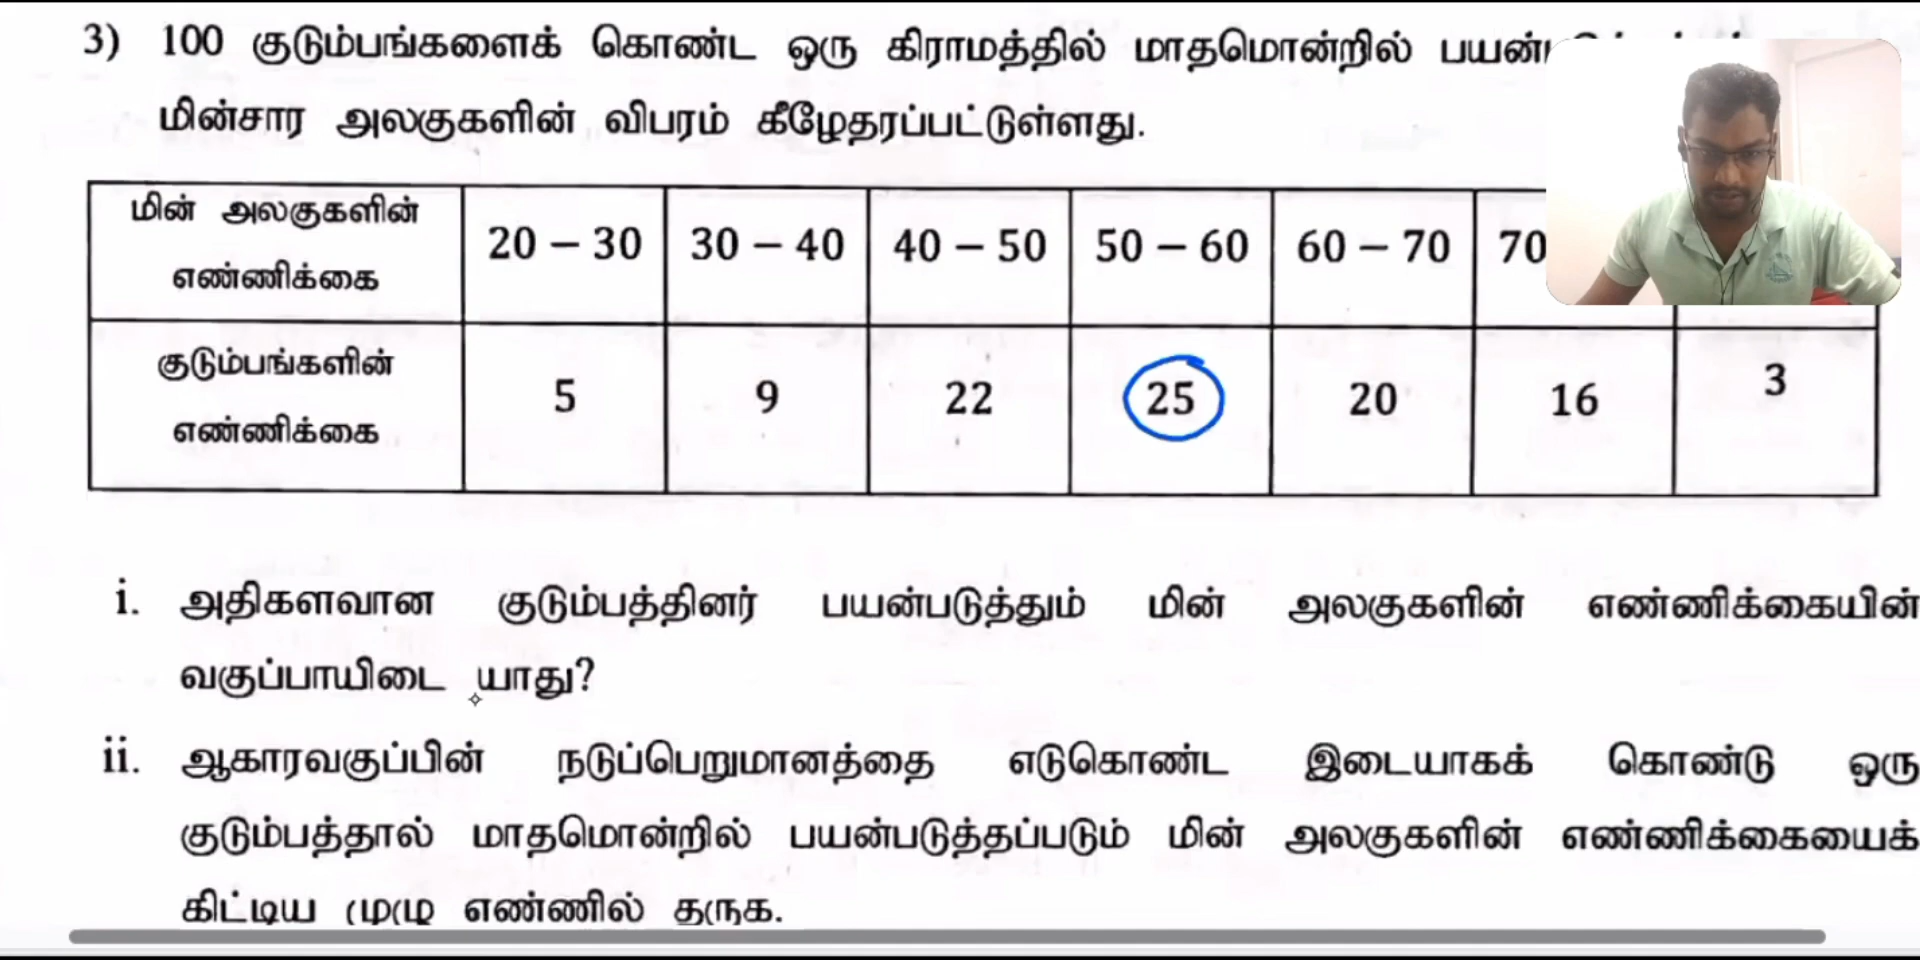 3) 100 குடும்பங்களைக் கொண்ட ஒரு கிராமத்தில் மாதமொன்றில்
மின்சார அலகுகளின் விபரம் கீழேதரப்பட்டுள்ளது.
மின் அலகுகளின் எண்ணிக்கை 20 – 30 30 – 40 40 – 50 50 – 60 60 – 70 70
குடும்பங்களின் எண்ணிக்கை 5 9 22 25 20 16 3
i. அதிகளவான குடும்பத்தினர் பயன்படுத்தும் மின் அலகுகளின் எண்ணிக்கையின்
வகுப்பாயிடை யாது?
ii. ஆகாரவகுப்பின் நடுப்பெறுமானத்தை எடுகொண்ட இடையாகக் கொண்டு ஒரு
குடும்பத்தால் மாதமொன்றில் பயன்படுத்தப்படும் மின் அலகுகளின் எண்ணிக்கையைக்
கிட்டிய முழு எண்ணில் தருக.